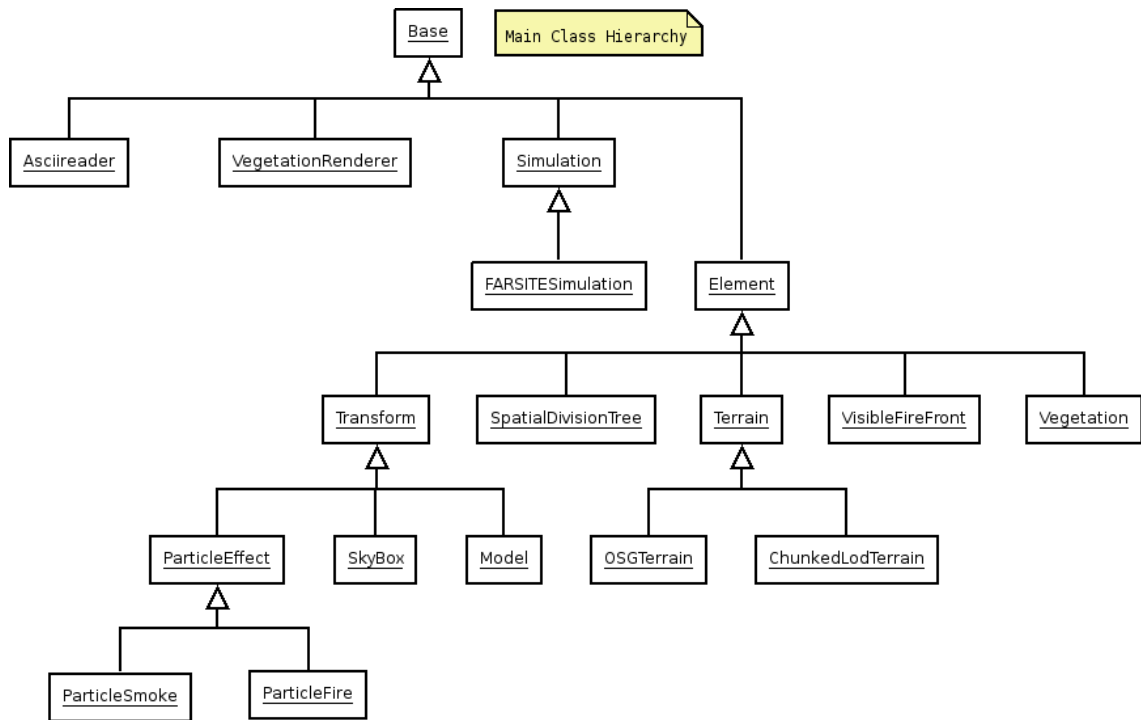 Base
Main Class Hierarchy
Asciireader
VegetationRenderer
Simulation
FARSITESimulation
Element
Transform
SpatialDivisionTree
Terrain
VisibleFireFront
Vegetation
ParticleEffect
SkyBox
Model
OSGTerrain
ChunkedLodTerrain
ParticleSmoke
ParticleFire